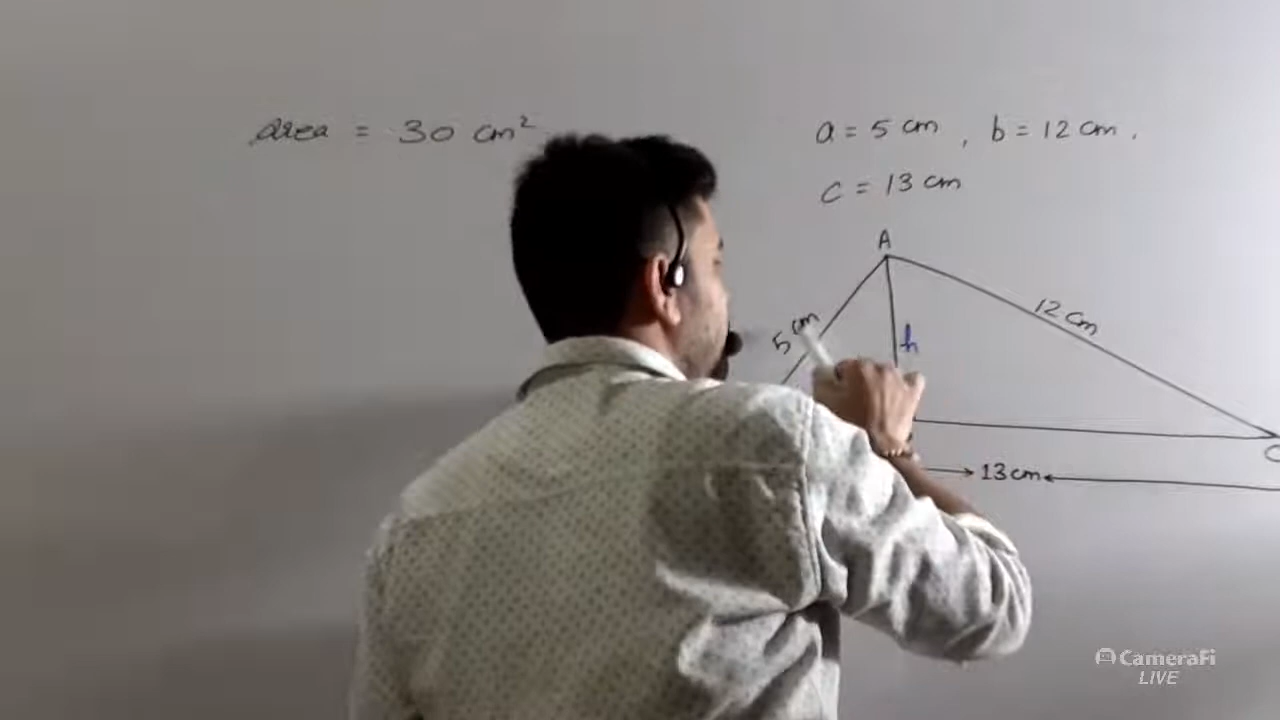 area = 30 cm²
a = 5 cm , b = 12 cm .
c = 13 cm
A
12 cm
5 cm
h
C
13 cm
CameraFi
LIVE